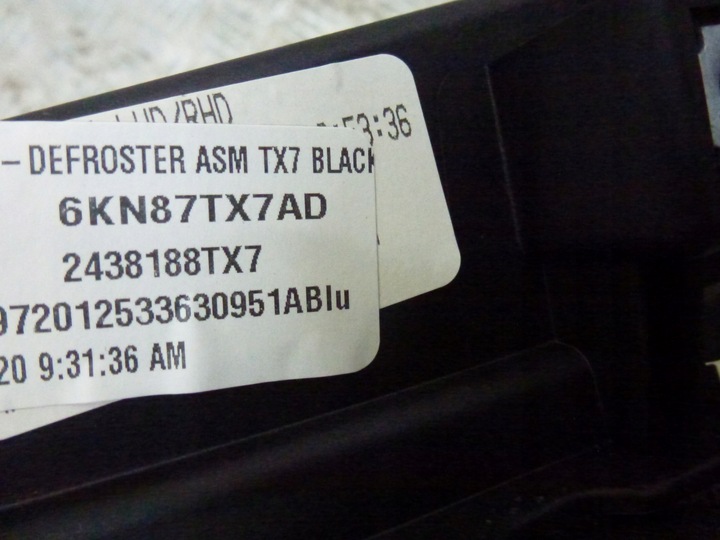 LHD/RHD
:53:36
– DEFROSTER ASM TX7 BLACK
6KN87TX7AD
2438188TX7
972012533630951ABlu
20 9:31:36 AM